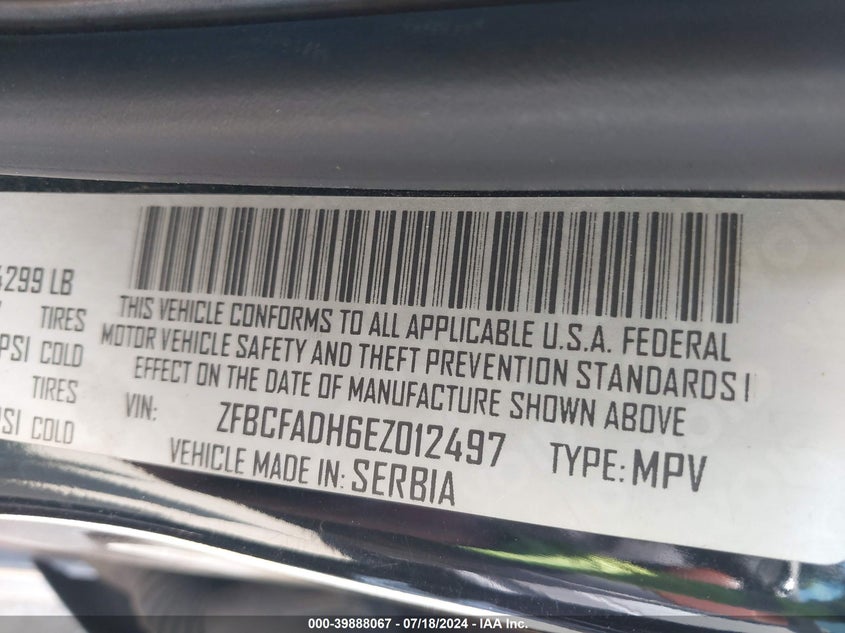 4299 LB
TIRES
PSI COLD
TIRES
SI COLD
THIS VEHICLE CONFORMS TO ALL APPLICABLE U.S.A. FEDERAL
MOTOR VEHICLE SAFETY AND THEFT PREVENTION STANDARDS I
EFFECT ON THE DATE OF MANUFACTURE SHOWN ABOVE
VIN: ZFBCFADH6EZ012497 TYPE: MPV
VEHICLE MADE IN: SERBIA
000-39888067 / 07/18/2024 - IAA Inc.